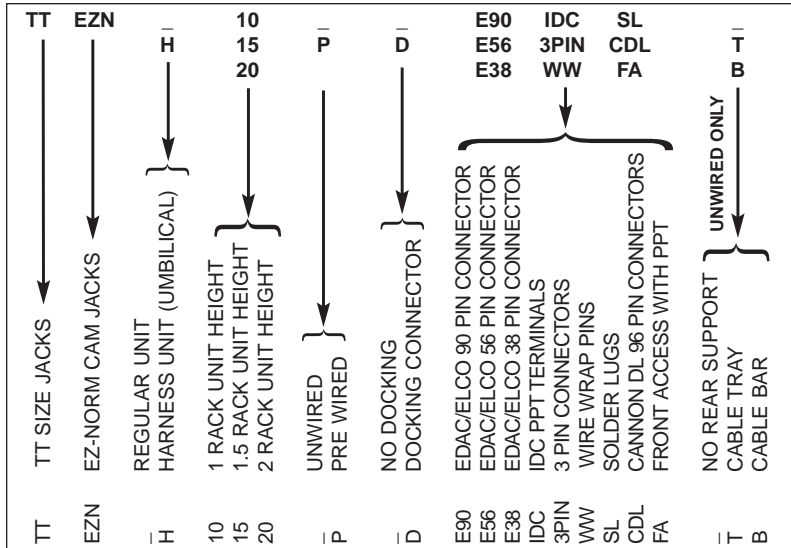 TT EZN _ 10 _ _ E90 IDC SL _
H 15 P D E56 3PIN CDL T
20 E38 WW FA B
UNWIRED ONLY
TT SIZE JACKS
EZ-NORM CAM JACKS
REGULAR UNIT
HARNESS UNIT (UMBILICAL)
1 RACK UNIT HEIGHT
1.5 RACK UNIT HEIGHT
2 RACK UNIT HEIGHT
UNWIRED
PRE WIRED
NO DOCKING
DOCKING CONNECTOR
EDAC/ELCO 90 PIN CONNECTOR
EDAC/ELCO 56 PIN CONNECTOR
EDAC/ELCO 38 PIN CONNECTOR
IDC PPT TERMINALS
3 PIN CONNECTORS
WIRE WRAP PINS
SOLDER LUGS
CANNON DL 96 PIN CONNECTORS
FRONT ACCESS WITH PPT
NO REAR SUPPORT
CABLE TRAY
CABLE BAR
TT
EZN
_
H
10
15
20
_
P
_
D
E90
E56
E38
IDC
3PIN
WW
SL
CDL
FA
_
T
B